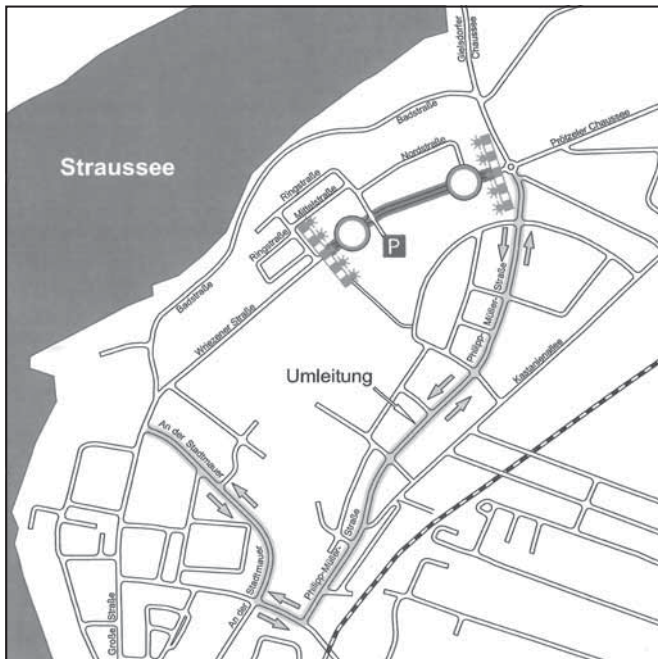 Gielsdorfer
Chaussee
Badstraße
Prötzeler Chaussee
Nordstraße
Straussee
Ringstraße
Mittelstraße
P
Ringstraße
Badstraße
Wriezener Straße
Philipp-Müller-
Straße
Kastanienallee
Umleitung
An der Stadtmauer
Philipp-Müller-
Straße
An der
Stadtmauer
Große
Straße